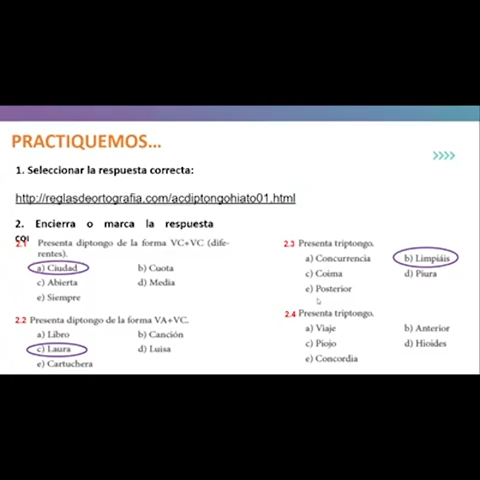 PRACTIQUEMOS...
1. Seleccionar la respuesta correcta:
http://reglasdeortografia.com/acdiptongohiato01.html
2. Encierra o marca la respuesta
2.1 Presenta diptongo de la forma VC+VC (dife-
rentes).
a) Ciudad b) Cuota
c) Abierta d) Media
e) Siempre
2.2 Presenta diptongo de la forma VA+VC.
a) Libro b) Canción
c) Laura d) Luisa
e) Cartuchera
2.3 Presenta triptongo.
a) Concurrencia b) Limpiáis
c) Coima d) Piura
e) Posterior
2.4 Presenta triptongo.
a) Viaje b) Anterior
c) Piojo d) Hioides
e) Concordia